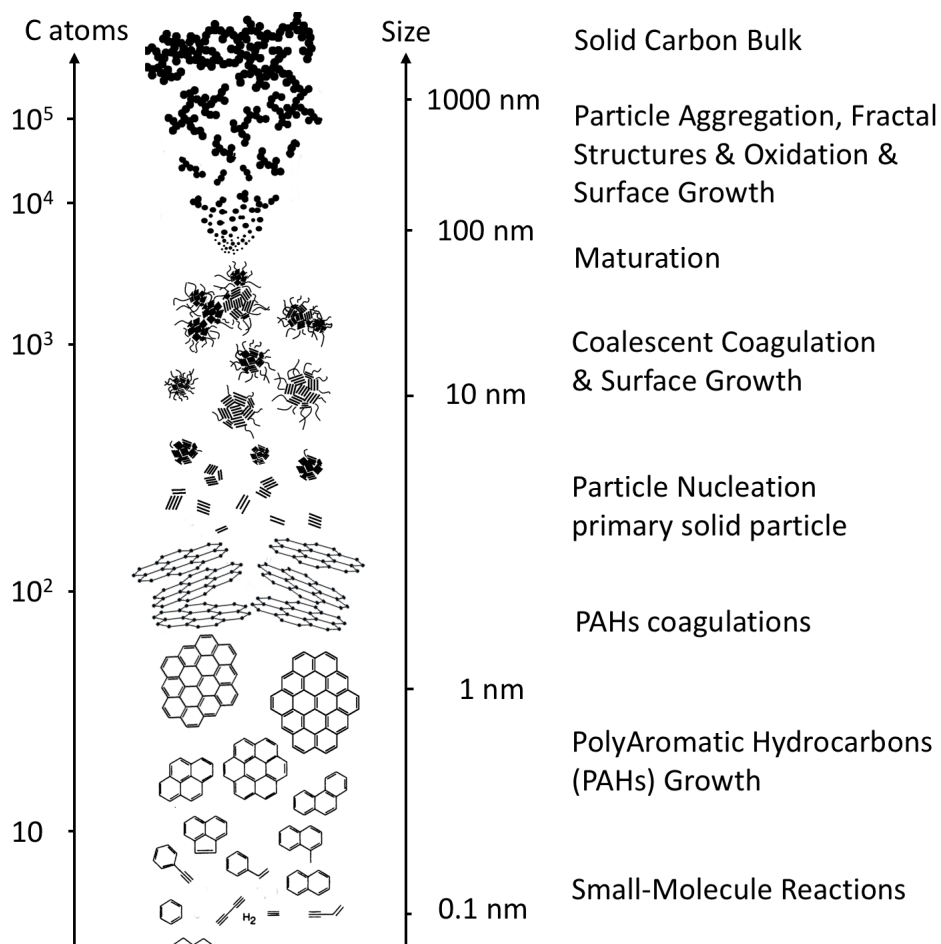 C atoms
Size
Solid Carbon Bulk
1000 nm
10⁵
Particle Aggregation, Fractal
Structures & Oxidation &
Surface Growth
10⁴
100 nm
Maturation
10³
Coalescent Coagulation
& Surface Growth
10 nm
Particle Nucleation
primary solid particle
10²
PAHs coagulations
1 nm
PolyAromatic Hydrocarbons
(PAHs) Growth
10
Small-Molecule Reactions
H₂
0.1 nm